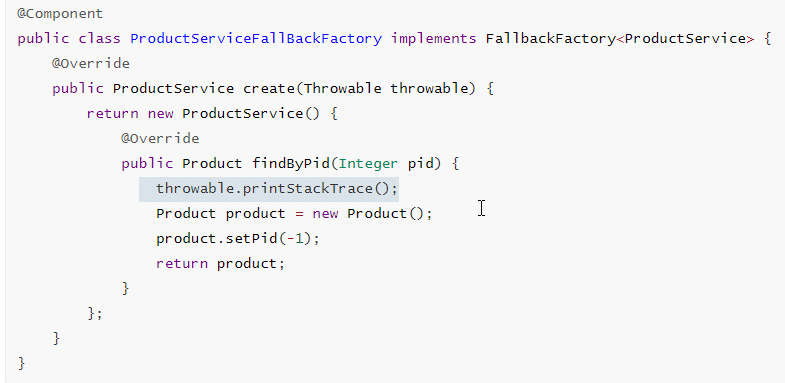 @Component
public class ProductServiceFallBackFactory implements FallbackFactory<ProductService> {
    @Override
    public ProductService create(Throwable throwable) {
        return new ProductService() {
            @Override
            public Product findByPid(Integer pid) {
                throwable.printStackTrace();
                Product product = new Product();
                product.setPid(-1);
                return product;
            }
        };
    }
}